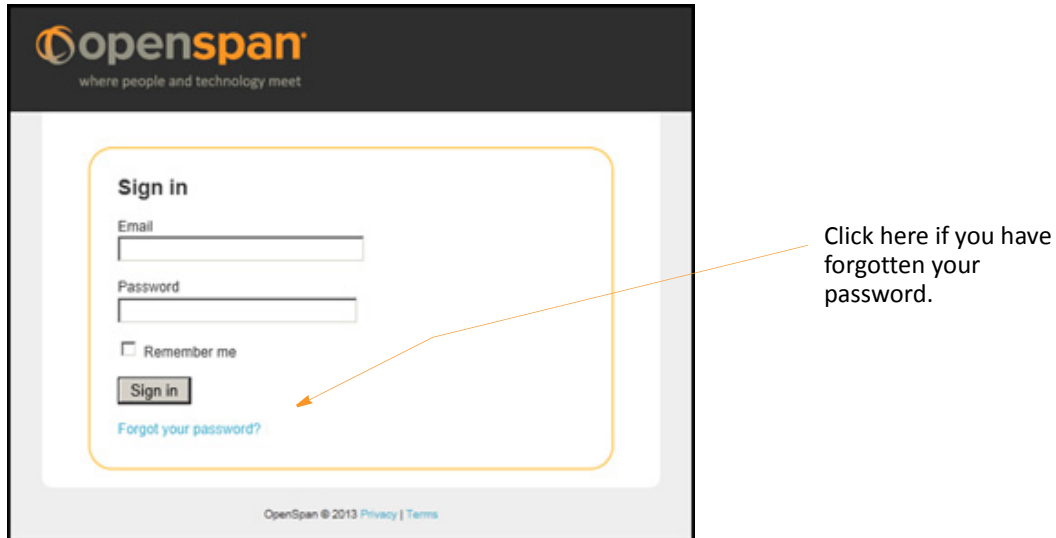 openspan
where people and technology meet
Sign in
Email
Password
Remember me
Sign in
Forgot your password?
Click here if you have
forgotten your
password.
OpenSpan © 2013 Privacy | Terms